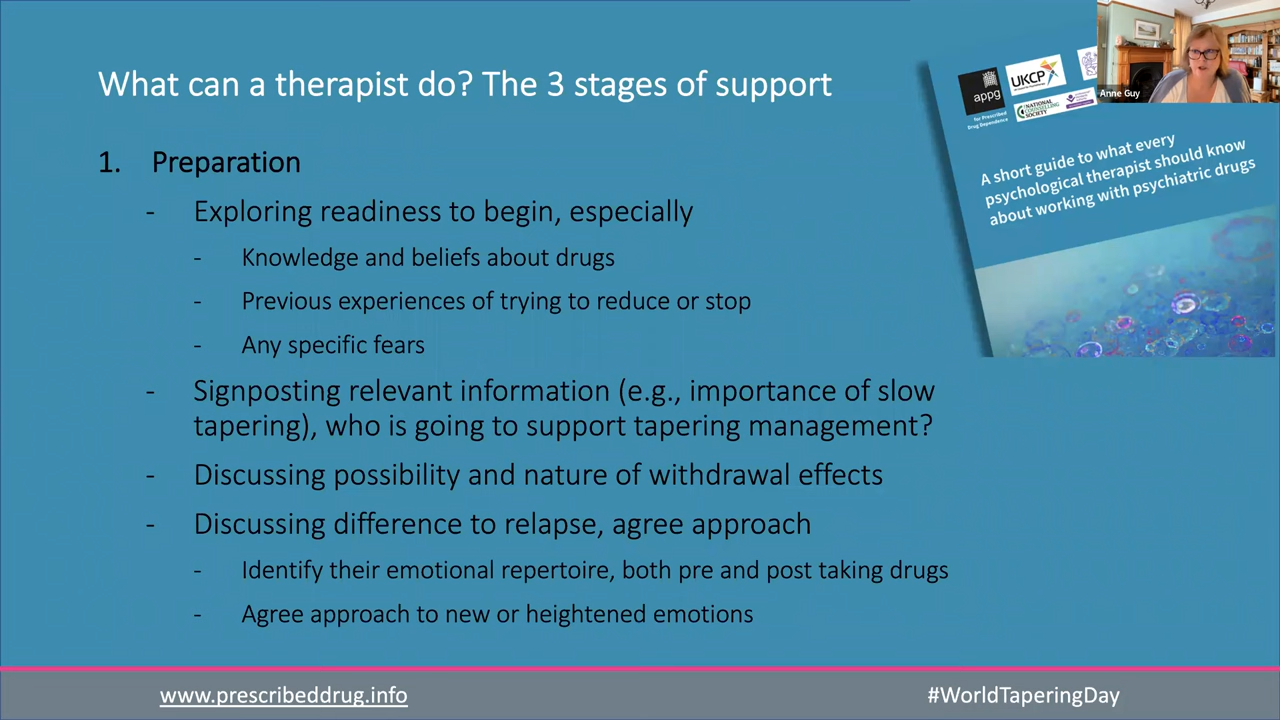 What can a therapist do? The 3 stages of support
1. Preparation
- Exploring readiness to begin, especially
- Knowledge and beliefs about drugs
- Previous experiences of trying to reduce or stop
- Any specific fears
- Signposting relevant information (e.g., importance of slow
tapering), who is going to support tapering management?
- Discussing possibility and nature of withdrawal effects
- Discussing difference to relapse, agree approach
- Identify their emotional repertoire, both pre and post taking drugs
- Agree approach to new or heightened emotions
appg
for Prescribed
Drug Dependence
UKCP
NATIONAL
COUNSELLING
SOCIETY
A short guide to what every
psychological therapist should know
about working with psychiatric drugs
Anne Guy
www.prescribeddrug.info
#WorldTaperingDay